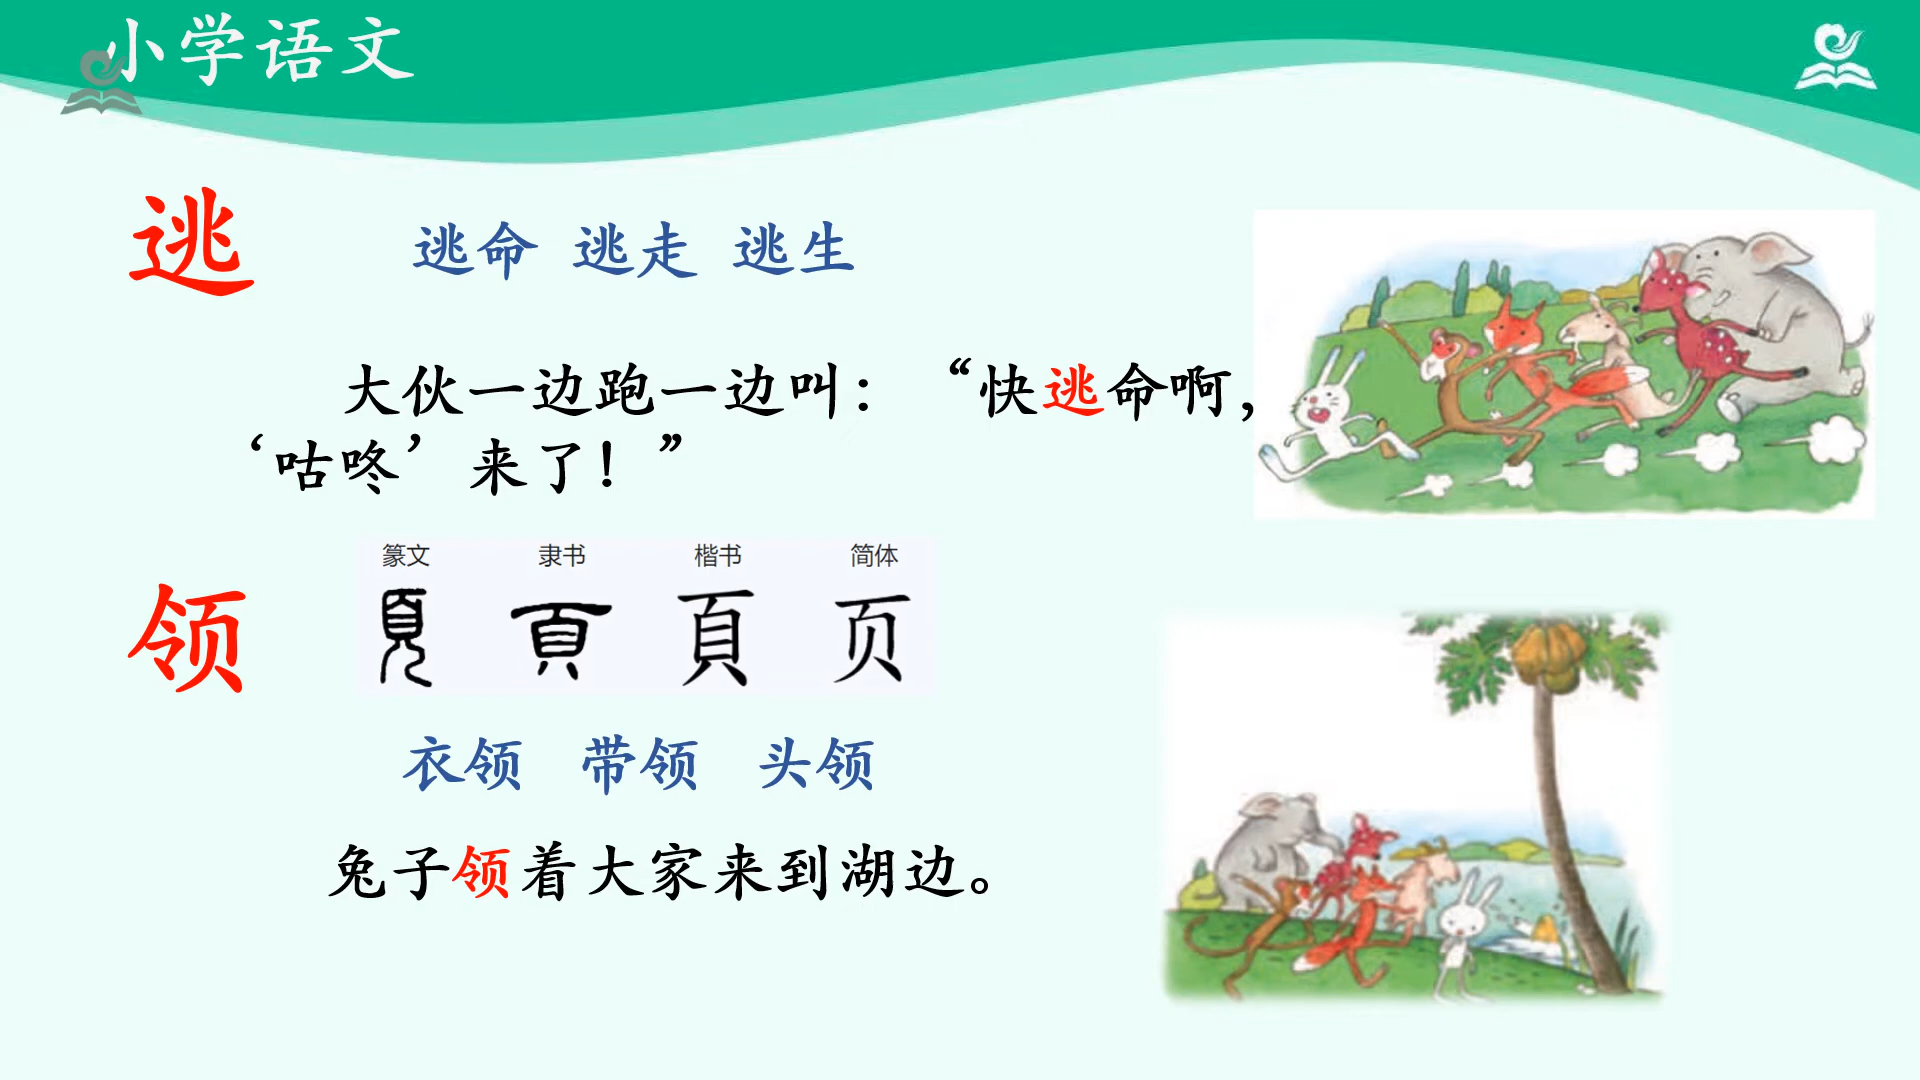 小学语文
逃
逃命 逃走 逃生
大伙一边跑一边叫：“快逃命啊，
‘咕咚’来了！”
篆文 隶书 楷书 简体
頁 頁 頁 页
领
衣领 带领 头领
兔子领着大家来到湖边。